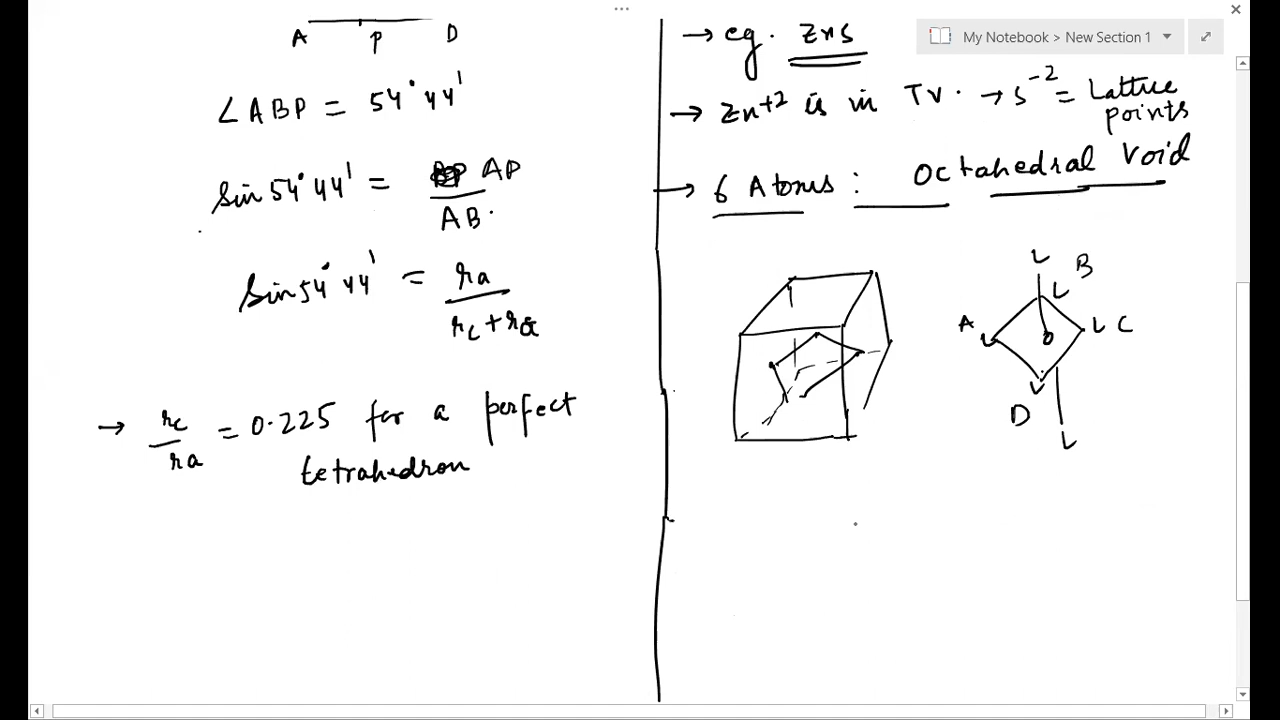 My Notebook > New Section 1
A P D
∠ABP = 54°44'
Sin 54°44' = AP / AB.
Sin 54°44' = ra / rc + ra
→ rc / ra = 0.225 for a perfect
tetrahedron
→ eg. ZnS
→ Zn+2 is in TV. → S-2 = Lattice
points
→ 6 Atoms : Octahedral Void
L
B
L
A
L
L C
L
D
L